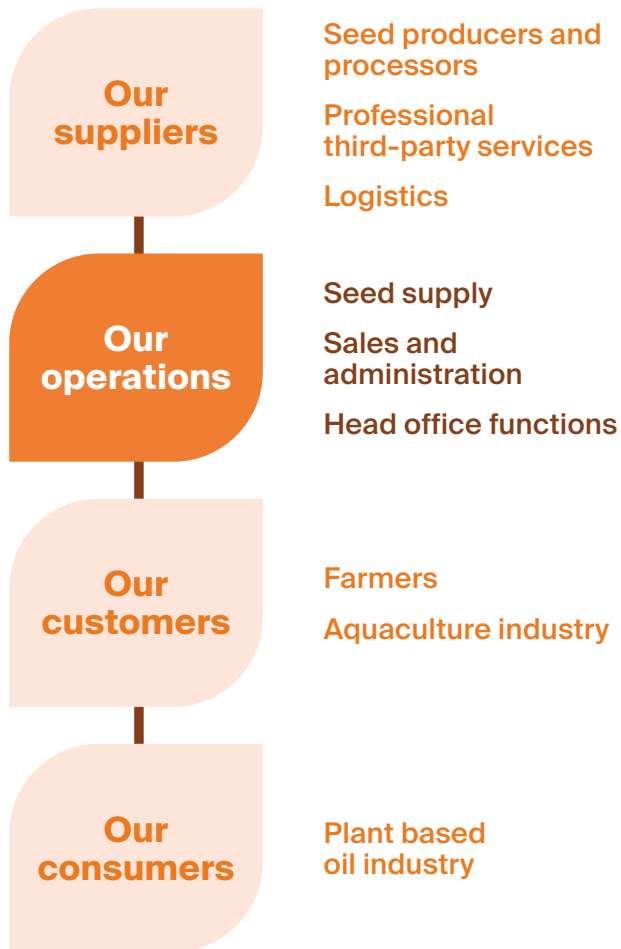 Our
suppliers
Seed producers and
processors
Professional
third-party services
Logistics
Our
operations
Seed supply
Sales and
administration
Head office functions
Our
customers
Farmers
Aquaculture industry
Our
consumers
Plant based
oil industry